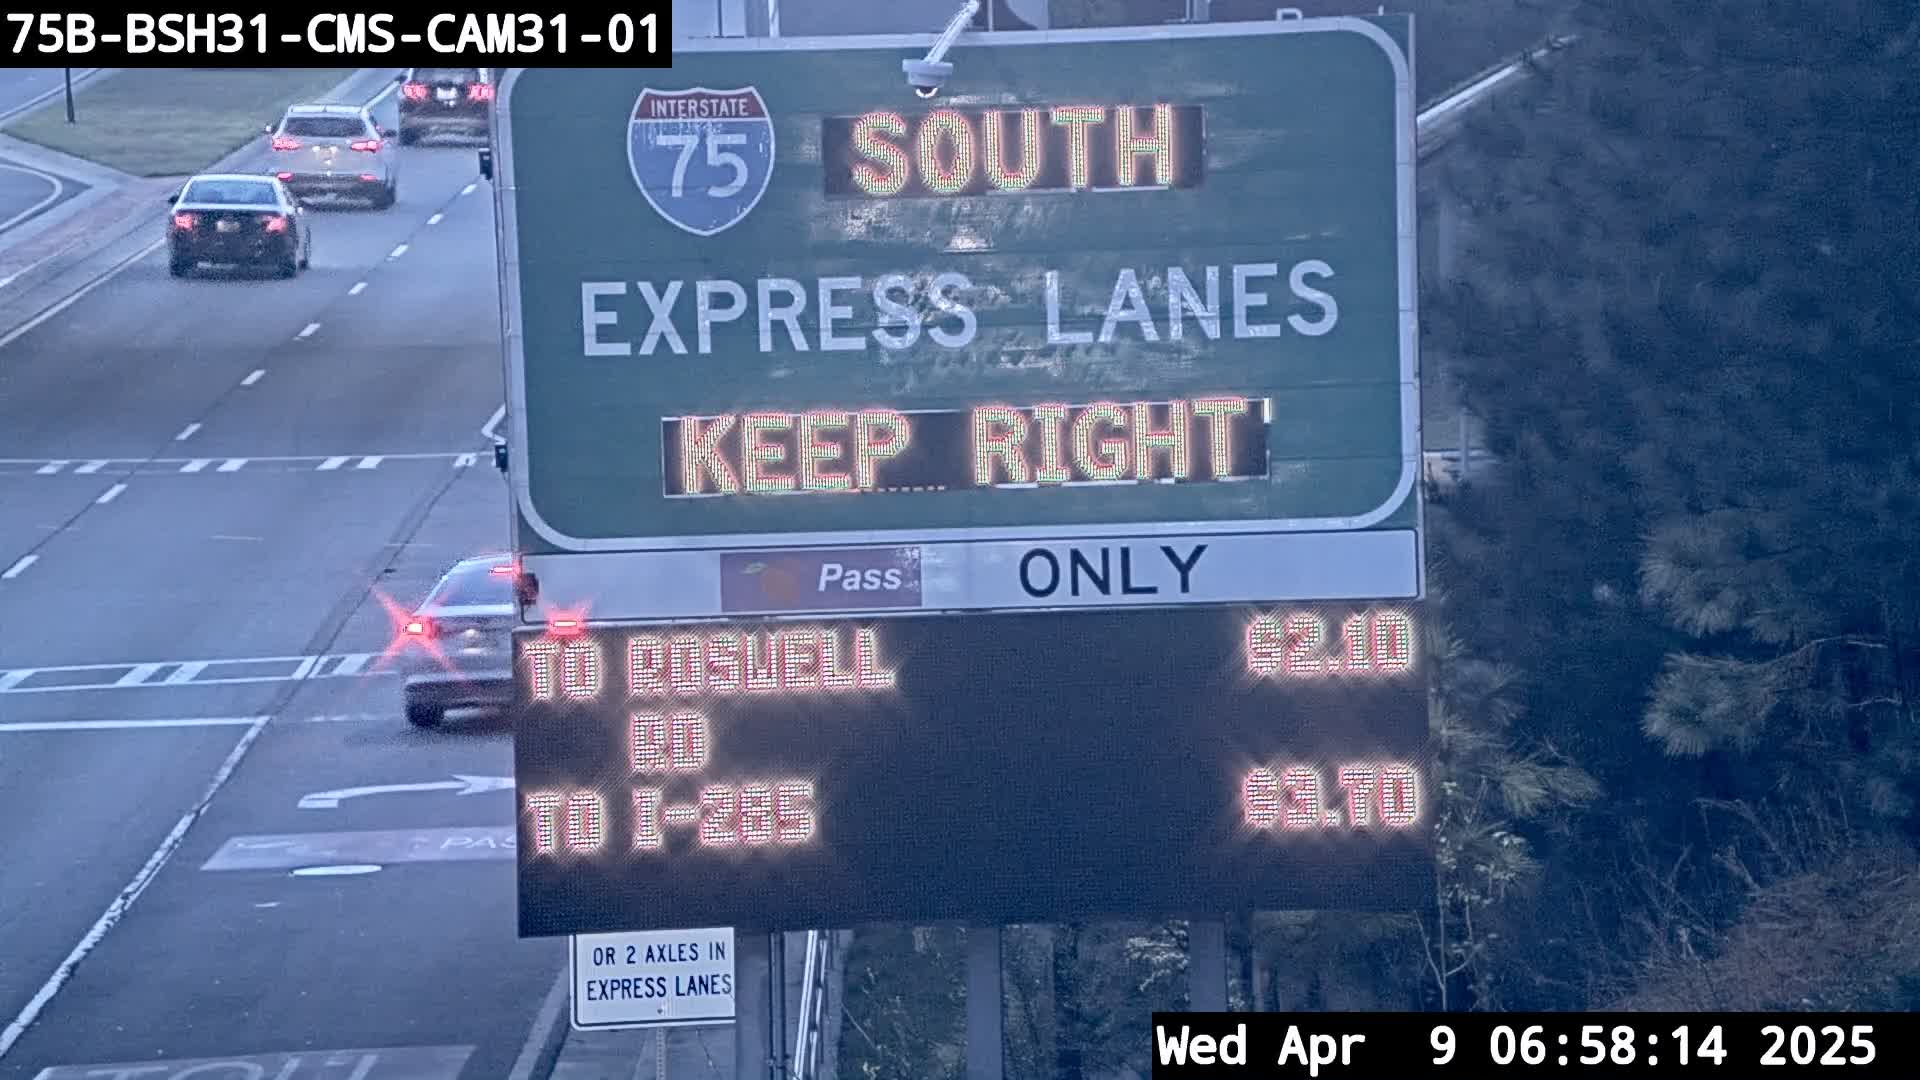 75B-BSH31-CMS-CAM31-01
INTERSTATE
75
SOUTH
EXPRESS LANES
KEEP RIGHT
Pass ONLY
TO ROSWELL $2.10
RD
TO I-285 $3.70
OR 2 AXLES IN
EXPRESS LANES
Wed Apr 9 06:58:14 2025